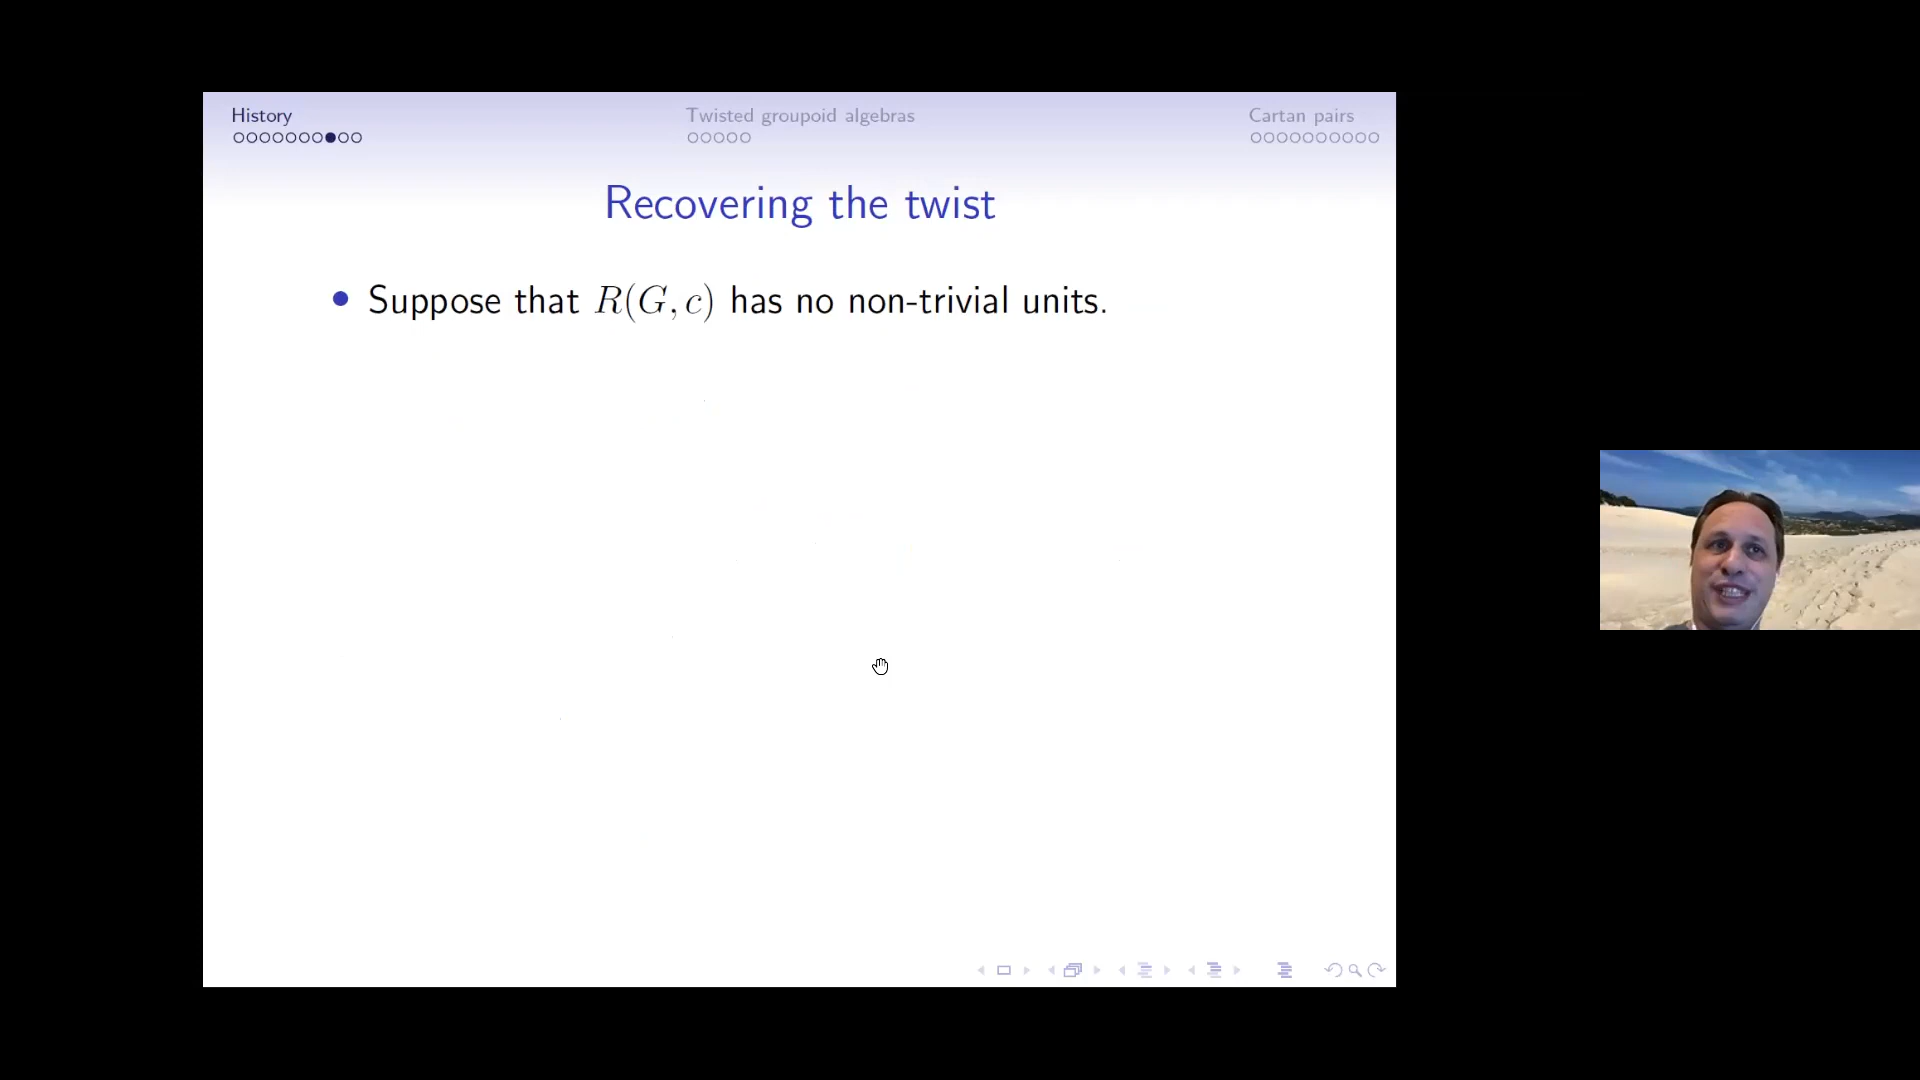 History
Twisted groupoid algebras
Cartan pairs
Recovering the twist
• Suppose that R(G, c) has no non-trivial units.